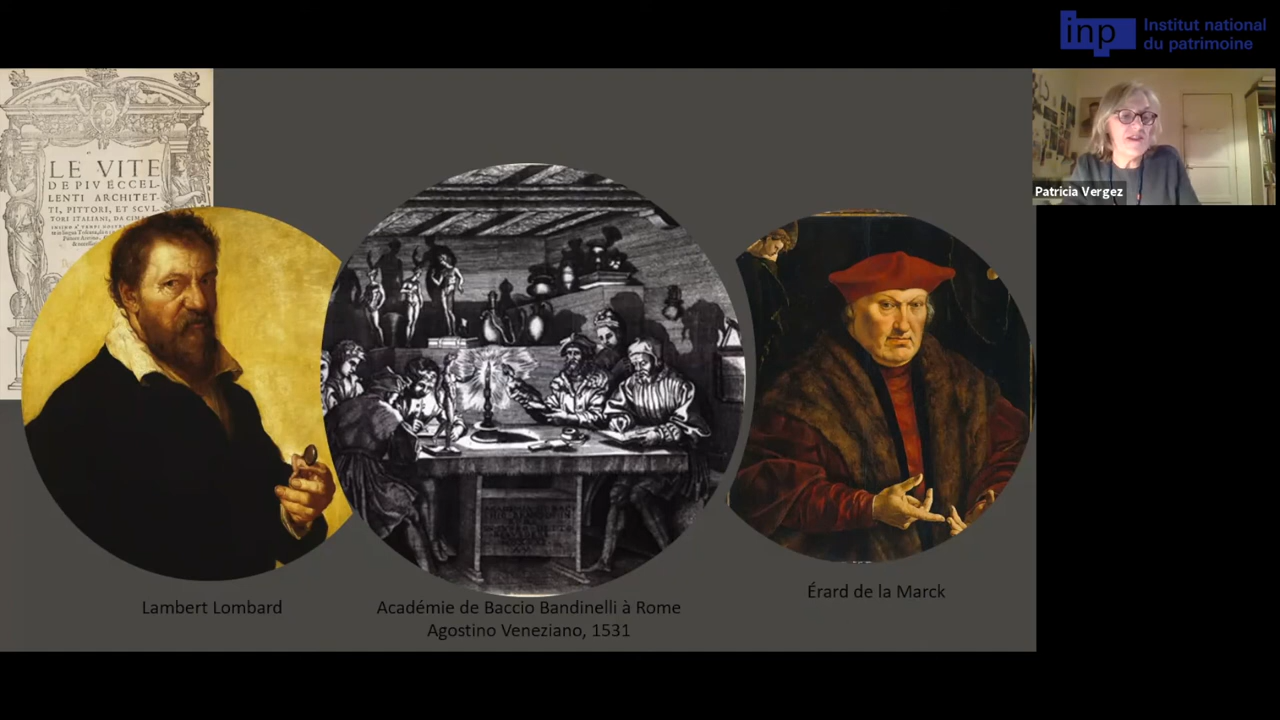 inp
Institut national
du patrimoine
LE VITE
DE PIV ECCEL-
LENTI ARCHITET-
TI, PITTORI, ET SCVL-
TORI ITALIANI, DA CIMA
Patricia Vergez
Lambert Lombard
Académie de Baccio Bandinelli à Rome
Agostino Veneziano, 1531
Érard de la Marck